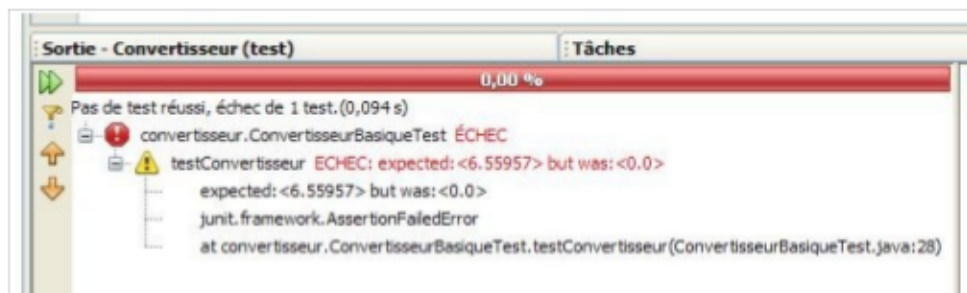 Sortie - Convertisseur (test)
Tâches
0,00 %
Pas de test réussi, échec de 1 test.(0,094 s)
convertisseur.ConvertisseurBasiqueTest ÉCHEC
testConvertisseur ECHEC: expected:<6.55957> but was:<0.0>
expected:<6.55957> but was:<0.0>
junit.framework.AssertionFailedError
at convertisseur.ConvertisseurBasiqueTest.testConvertisseur(ConvertisseurBasiqueTest.java:28)